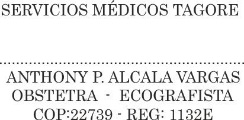 SERVICIOS MÉDICOS TAGORE
ANTHONY P. ALCALA VARGAS
OBSTETRA - ECOGRAFISTA
COP:22739 - REG: 1132E